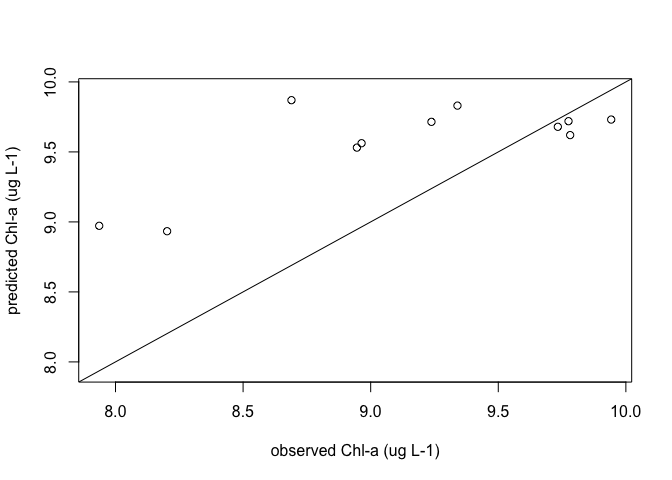 10.0
9.5
9.0
8.5
8.0
predicted Chl-a (ug L-1)
8.0 8.5 9.0 9.5 10.0
observed Chl-a (ug L-1)